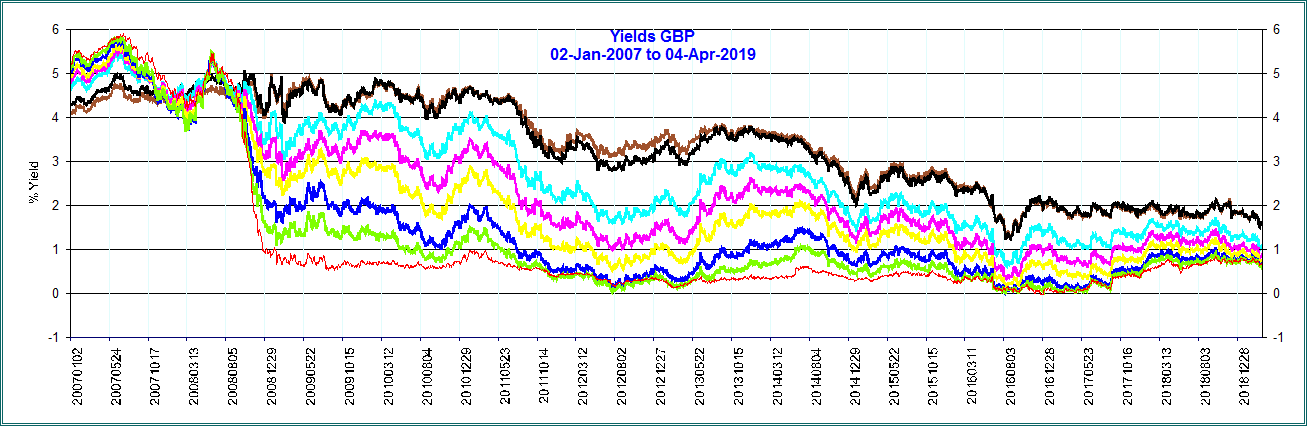 Yields GBP
02-Jan-2007 to 04-Apr-2019
6 6
5 5
4 4
3 3
2 2
1 1
0 0
-1 -1
% Yield
20070102 20070524 20071017 20080313 20080805 20081229 20090522 20091015 20100312 20100804 20101229 20110523 20111014 20120312 20120802 20121227 20130522 20131015 20140312 20140804 20141229 20150522 20151015 20160311 20160803 20161228 20170523 20171016 20180313 20180803 20181228